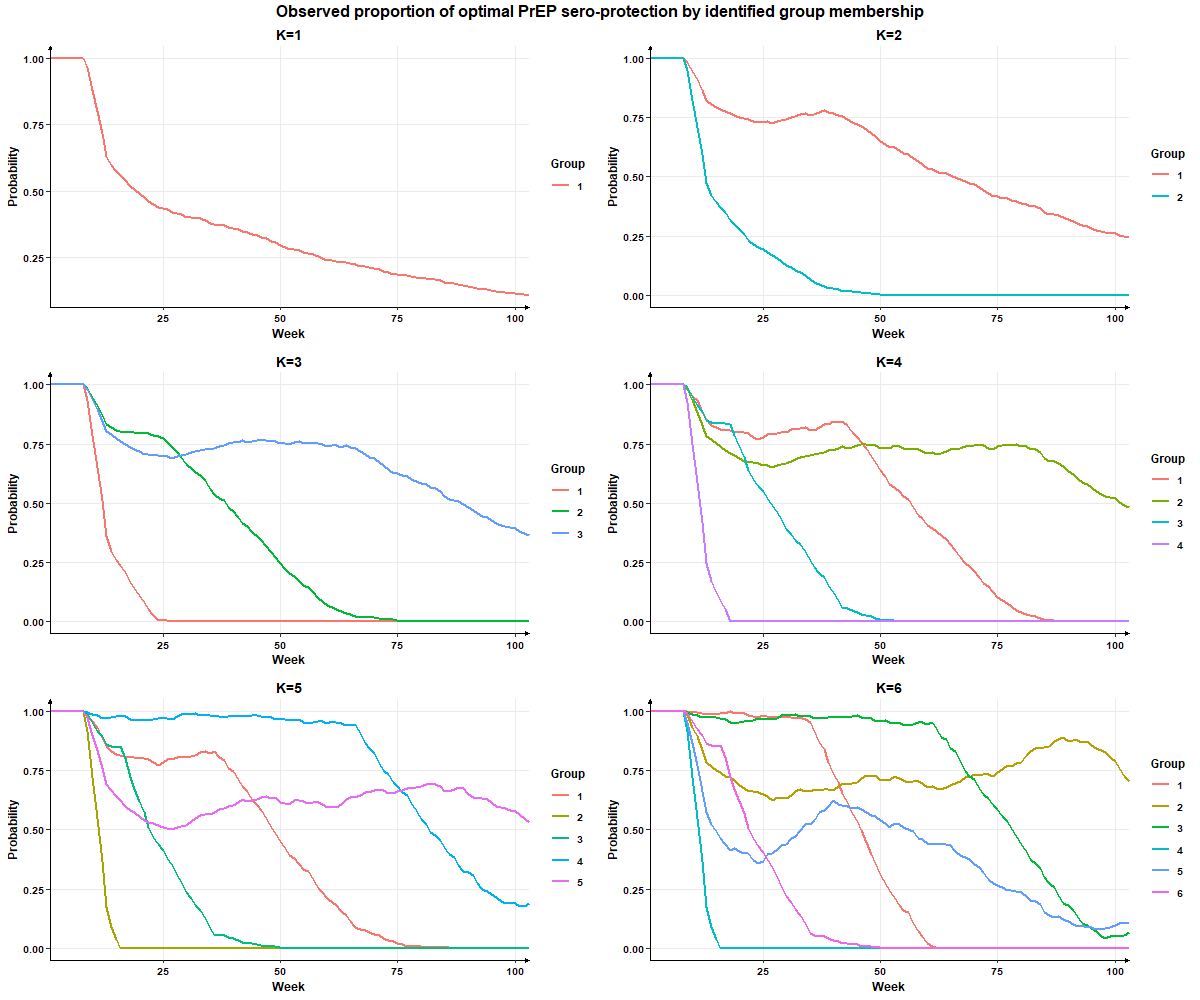 Observed proportion of optimal PrEP sero-protection by identified group membership
K=1
1.00
0.75
0.50
0.25
Probability
25
50
75
100
Week
Group
1
K=2
1.00
0.75
0.50
0.25
0.00
Probability
25
50
75
100
Week
Group
1
2
K=3
1.00
0.75
0.50
0.25
0.00
Probability
25
50
75
100
Week
Group
1
2
3
K=4
1.00
0.75
0.50
0.25
0.00
Probability
25
50
75
100
Week
Group
1
2
3
4
K=5
1.00
0.75
0.50
0.25
0.00
Probability
25
50
75
100
Week
Group
1
2
3
4
5
K=6
1.00
0.75
0.50
0.25
0.00
Probability
25
50
75
100
Week
Group
1
2
3
4
5
6